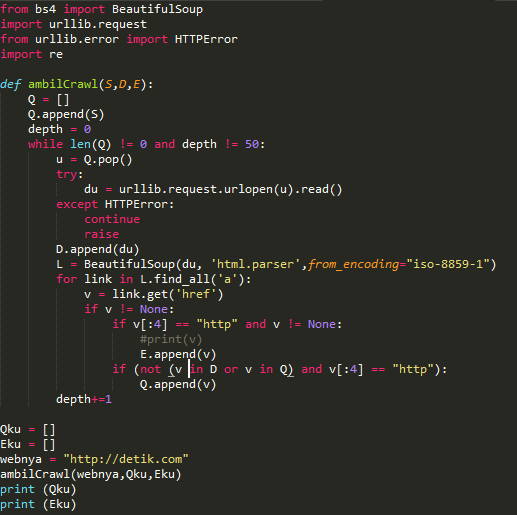 from bs4 import BeautifulSoup
import urllib.request
from urllib.error import HTTPError
import re

def ambilCrawl(S,D,E):
    Q = []
    Q.append(S)
    depth = 0
    while len(Q) != 0 and depth != 50:
        u = Q.pop()
        try:
            du = urllib.request.urlopen(u).read()
        except HTTPError:
            continue
            raise
        D.append(du)
        L = BeautifulSoup(du, 'html.parser',from_encoding="iso-8859-1")
        for link in L.find_all('a'):
            v = link.get('href')
            if v != None:
                if v[:4] == "http" and v != None:
                    #print(v)
                    E.append(v)
                if (not (v in D or v in Q) and v[:4] == "http"):
                    Q.append(v)
        depth+=1

Qku = []
Eku = []
webnya = "http://detik.com"
ambilCrawl(webnya,Qku,Eku)
print (Qku)
print (Eku)